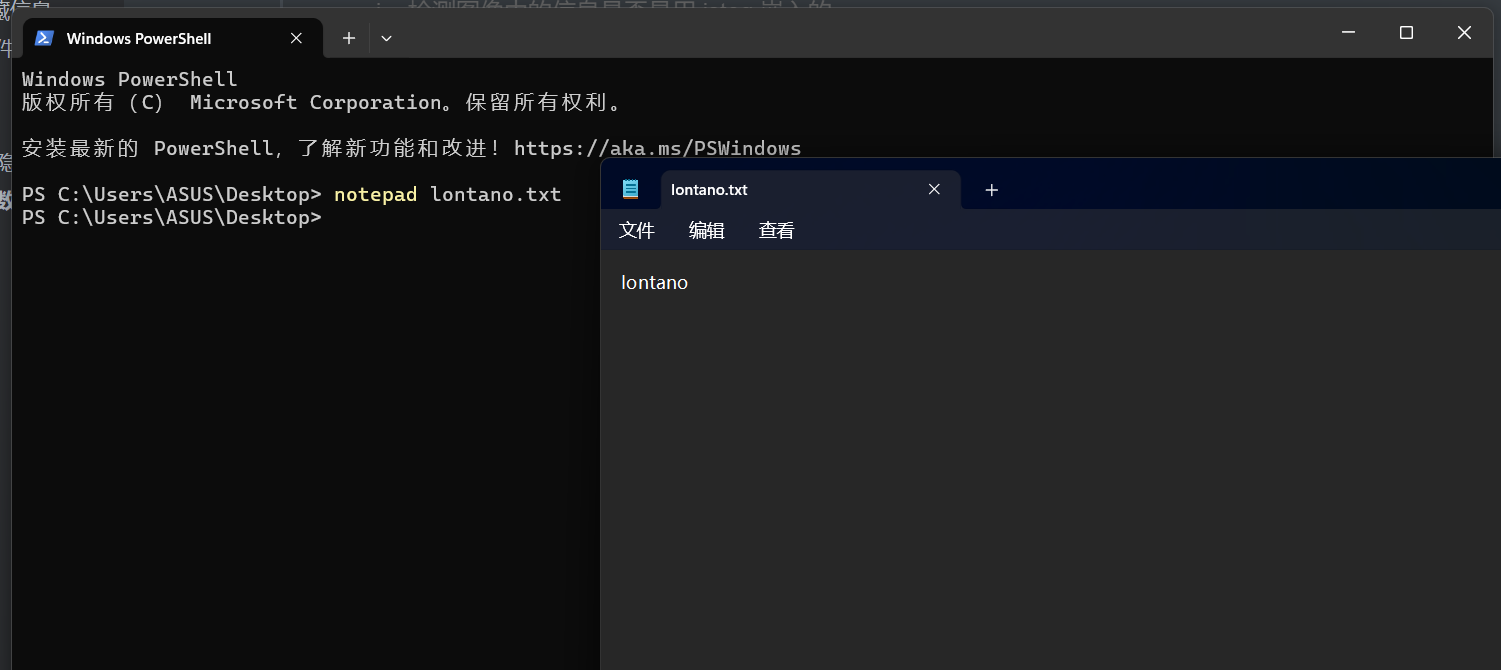 Windows PowerShell
Windows PowerShell
版权所有 (C) Microsoft Corporation。保留所有权利。
安装最新的 PowerShell，了解新功能和改进！https://aka.ms/PSWindows
PS C:\Users\ASUS\Desktop> notepad lontano.txt
PS C:\Users\ASUS\Desktop>
lontano.txt
文件 编辑 查看
lontano